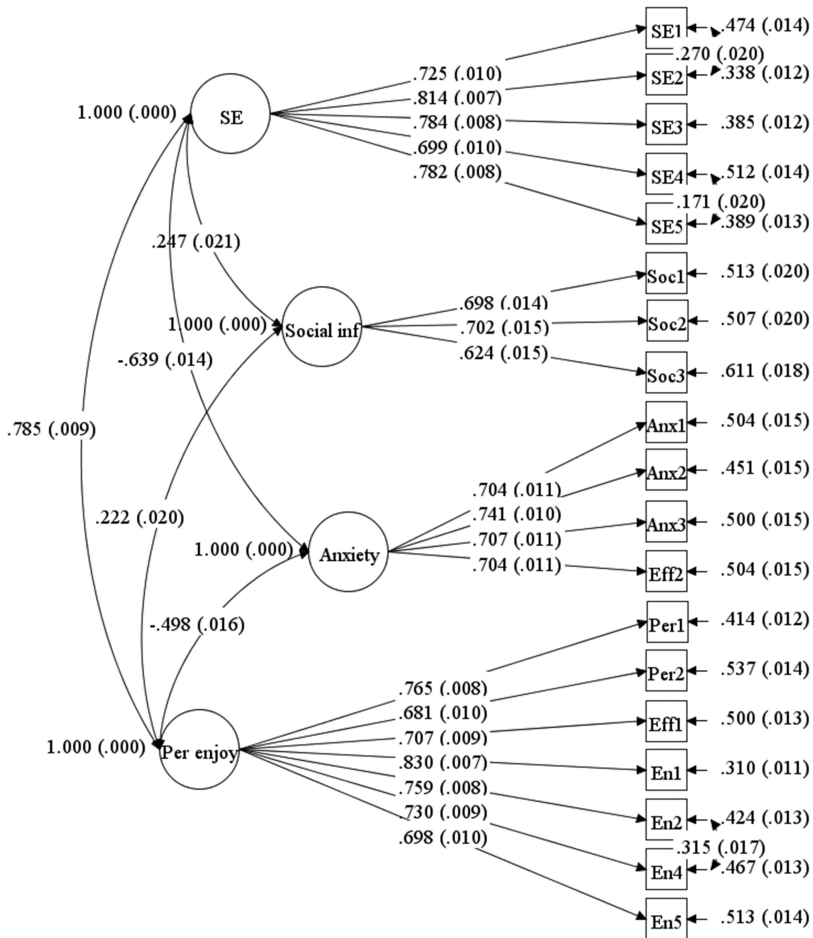 SE1 .474 (.014)
.270 (.020)
.725 (.010) SE2 .338 (.012)
.814 (.007)
1.000 (.000) SE .784 (.008) SE3 .385 (.012)
.699 (.010)
.782 (.008) SE4 .512 (.014)
.171 (.020)
SE5 .389 (.013)
.247 (.021)
Soc1 .513 (.020)
.698 (.014)
1.000 (.000) Social inf .702 (.015) Soc2 .507 (.020)
.624 (.015)
-.639 (.014) Soc3 .611 (.018)
.785 (.009) Anx1 .504 (.015)
Anx2 .451 (.015)
.704 (.011)
.222 (.020) .741 (.010) Anx3 .500 (.015)
.707 (.011)
1.000 (.000) Anxiety .704 (.011) Eff2 .504 (.015)
-.498 (.016) Per1 .414 (.012)
Per2 .537 (.014)
.765 (.008)
.681 (.010)
.707 (.009) Eff1 .500 (.013)
1.000 (.000) Per enjoy .830 (.007) En1 .310 (.011)
.759 (.008)
.730 (.009) En2 .424 (.013)
.698 (.010) .315 (.017)
En4 .467 (.013)
En5 .513 (.014)